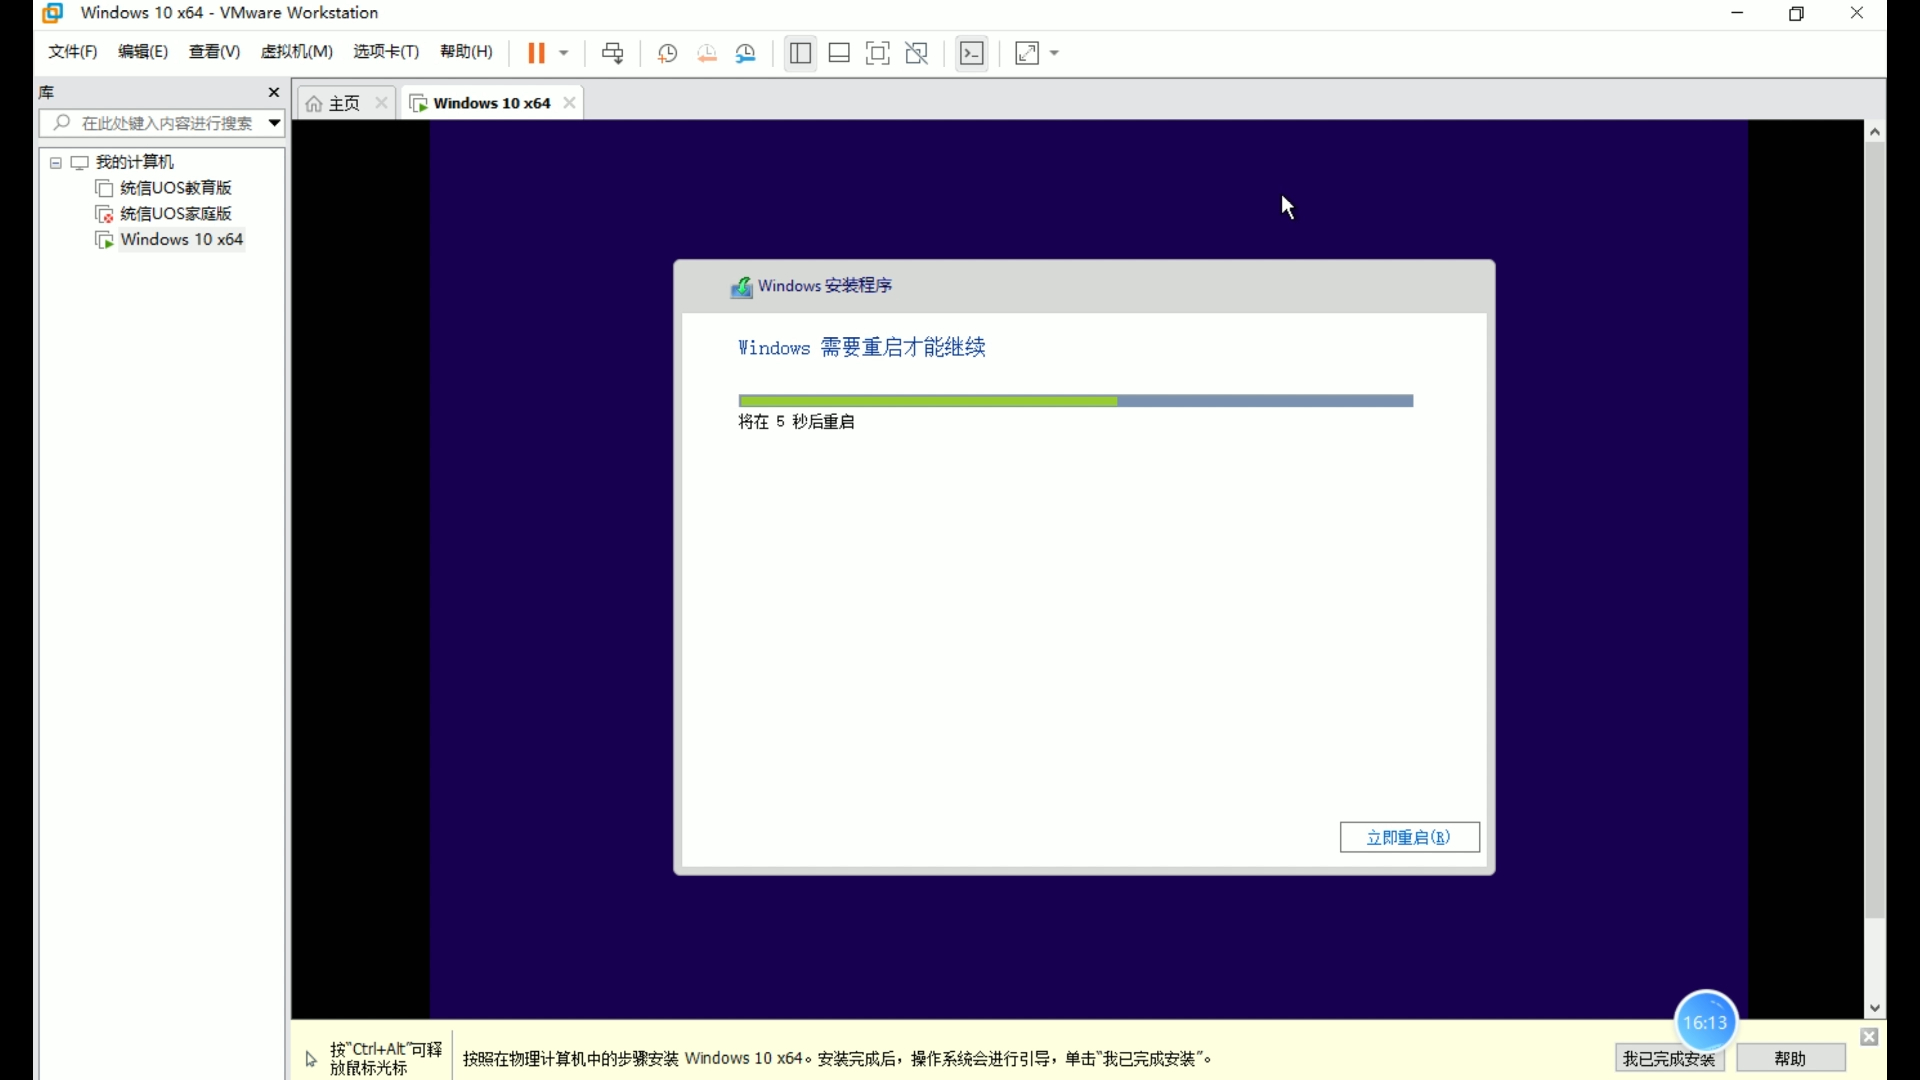 Windows 10 x64 - VMware Workstation
文件(F) 编辑(E) 查看(V) 虚拟机(M) 选项卡(T) 帮助(H)
库
在此处键入内容进行搜索
我的计算机
统信UOS教育版
统信UOS家庭版
Windows 10 x64
主页
Windows 10 x64
Windows 安装程序
Windows 需要重启才能继续
将在 5 秒后重启
立即重启(R)
16:13
按"Ctrl+Alt"可释
放鼠标光标
按照在物理计算机中的步骤安装 Windows 10 x64。安装完成后，操作系统会进行引导，单击"我已完成安装"。
我已完成安装
帮助